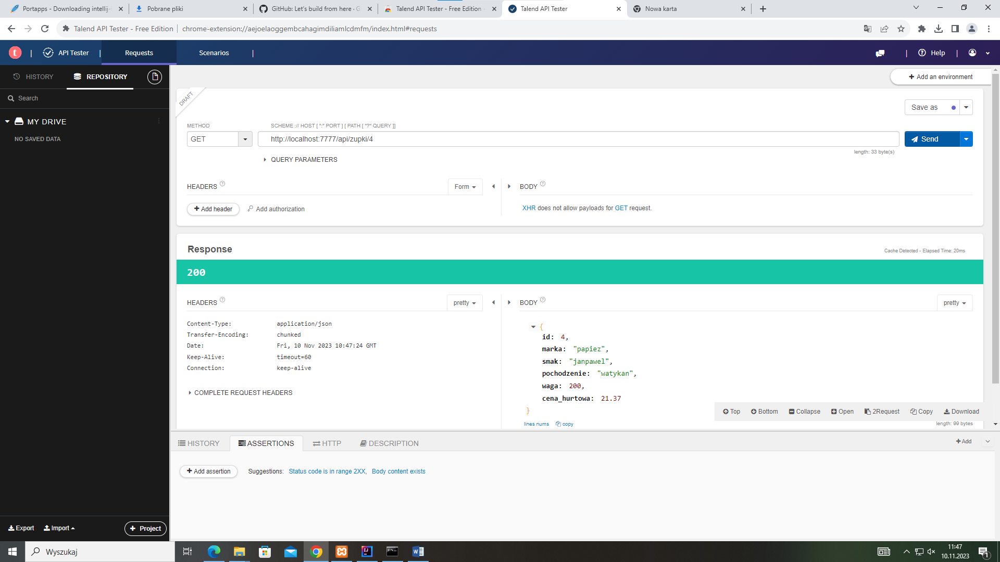 Portapps - Downloading intellij-
Pobrane pliki
GitHub: Let's build from here · G
Talend API Tester - Free Edition -
Talend API Tester
Nowa karta
Talend API Tester - Free Edition
chrome-extension://aejoelaoggembcahagimdiliamlcdmfm/index.html#requests
t | API Tester | Requests Scenarios | | Help |
HISTORY REPOSITORY
Add an environment
Search
MY DRIVE
NO SAVED DATA
DRAFT
Save as
METHOD
SCHEME :// HOST [ ":" PORT ] [ PATH [ "?" QUERY ]]
GET
http://localhost:7777/api/zupki/4
Send
length: 33 byte(s)
QUERY PARAMETERS
HEADERS ?
Form
BODY ?
Add header
Add authorization
XHR does not allow payloads for GET request.
Response
Cache Detected - Elapsed Time: 20ms
200
HEADERS ?
pretty
BODY ?
pretty
Content-Type: application/json
Transfer-Encoding: chunked
Date: Fri, 10 Nov 2023 10:47:24 GMT
Keep-Alive: timeout=60
Connection: keep-alive
COMPLETE REQUEST HEADERS
{
id: 4,
marka: "papiez",
smak: "janpawel",
pochodzenie: "watykan",
waga: 200,
cena_hurtowa: 21.37
}
Top Bottom Collapse Open 2Request Copy Download
lines nums copy
length: 99 bytes
HISTORY ASSERTIONS HTTP DESCRIPTION
Add
Add assertion
Suggestions: Status code is in range 2XX, Body content exists
Export Import + Project
Wyszukaj
11:47
10.11.2023
1